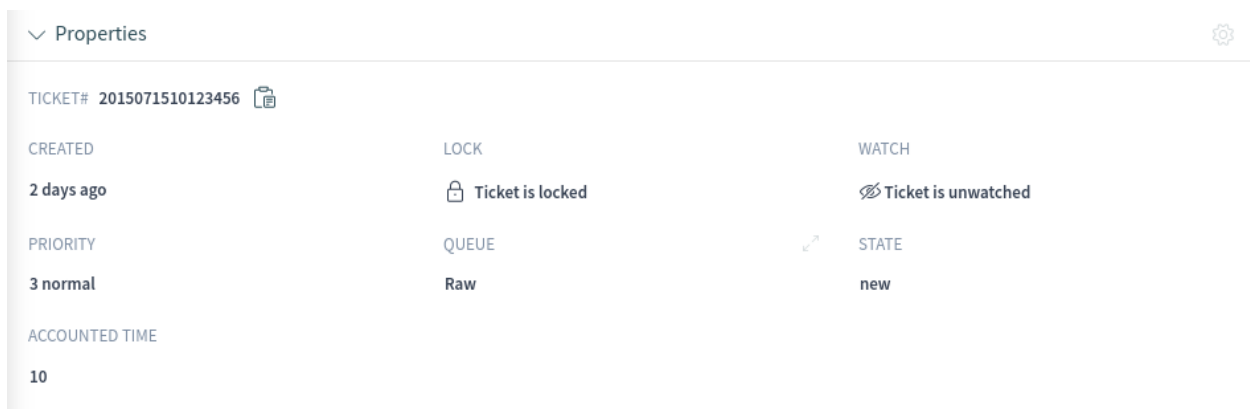 Properties
TICKET# 2015071510123456
CREATED LOCK WATCH
2 days ago Ticket is locked Ticket is unwatched
PRIORITY QUEUE STATE
3 normal Raw new
ACCOUNTED TIME
10